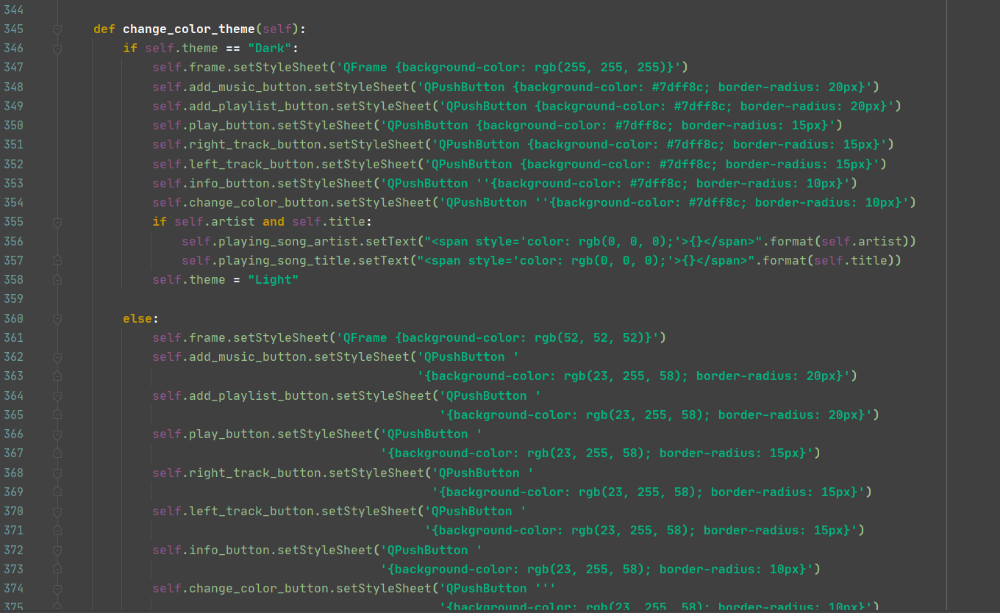 344
345 def change_color_theme(self):
346 if self.theme == "Dark":
347 self.frame.setStyleSheet('QFrame {background-color: rgb(255, 255, 255)}')
348 self.add_music_button.setStyleSheet('QPushButton {background-color: #7dff8c; border-radius: 20px}')
349 self.add_playlist_button.setStyleSheet('QPushButton {background-color: #7dff8c; border-radius: 20px}')
350 self.play_button.setStyleSheet('QPushButton {background-color: #7dff8c; border-radius: 15px}')
351 self.right_track_button.setStyleSheet('QPushButton {background-color: #7dff8c; border-radius: 15px}')
352 self.left_track_button.setStyleSheet('QPushButton {background-color: #7dff8c; border-radius: 15px}')
353 self.info_button.setStyleSheet('QPushButton ''{background-color: #7dff8c; border-radius: 10px}')
354 self.change_color_button.setStyleSheet('QPushButton ''{background-color: #7dff8c; border-radius: 10px}')
355 if self.artist and self.title:
356 self.playing_song_artist.setText("<span style='color: rgb(0, 0, 0);'>{}</span>".format(self.artist))
357 self.playing_song_title.setText("<span style='color: rgb(0, 0, 0);'>{}</span>".format(self.title))
358 self.theme = "Light"
359
360 else:
361 self.frame.setStyleSheet('QFrame {background-color: rgb(52, 52, 52)}')
362 self.add_music_button.setStyleSheet('QPushButton '
363 '{background-color: rgb(23, 255, 58); border-radius: 20px}')
364 self.add_playlist_button.setStyleSheet('QPushButton '
365 '{background-color: rgb(23, 255, 58); border-radius: 20px}')
366 self.play_button.setStyleSheet('QPushButton '
367 '{background-color: rgb(23, 255, 58); border-radius: 15px}')
368 self.right_track_button.setStyleSheet('QPushButton '
369 '{background-color: rgb(23, 255, 58); border-radius: 15px}')
370 self.left_track_button.setStyleSheet('QPushButton '
371 '{background-color: rgb(23, 255, 58); border-radius: 15px}')
372 self.info_button.setStyleSheet('QPushButton '
373 '{background-color: rgb(23, 255, 58); border-radius: 10px}')
374 self.change_color_button.setStyleSheet('QPushButton '''
375 '{background-color: rgb(23, 255, 58); border-radius: 10px}')